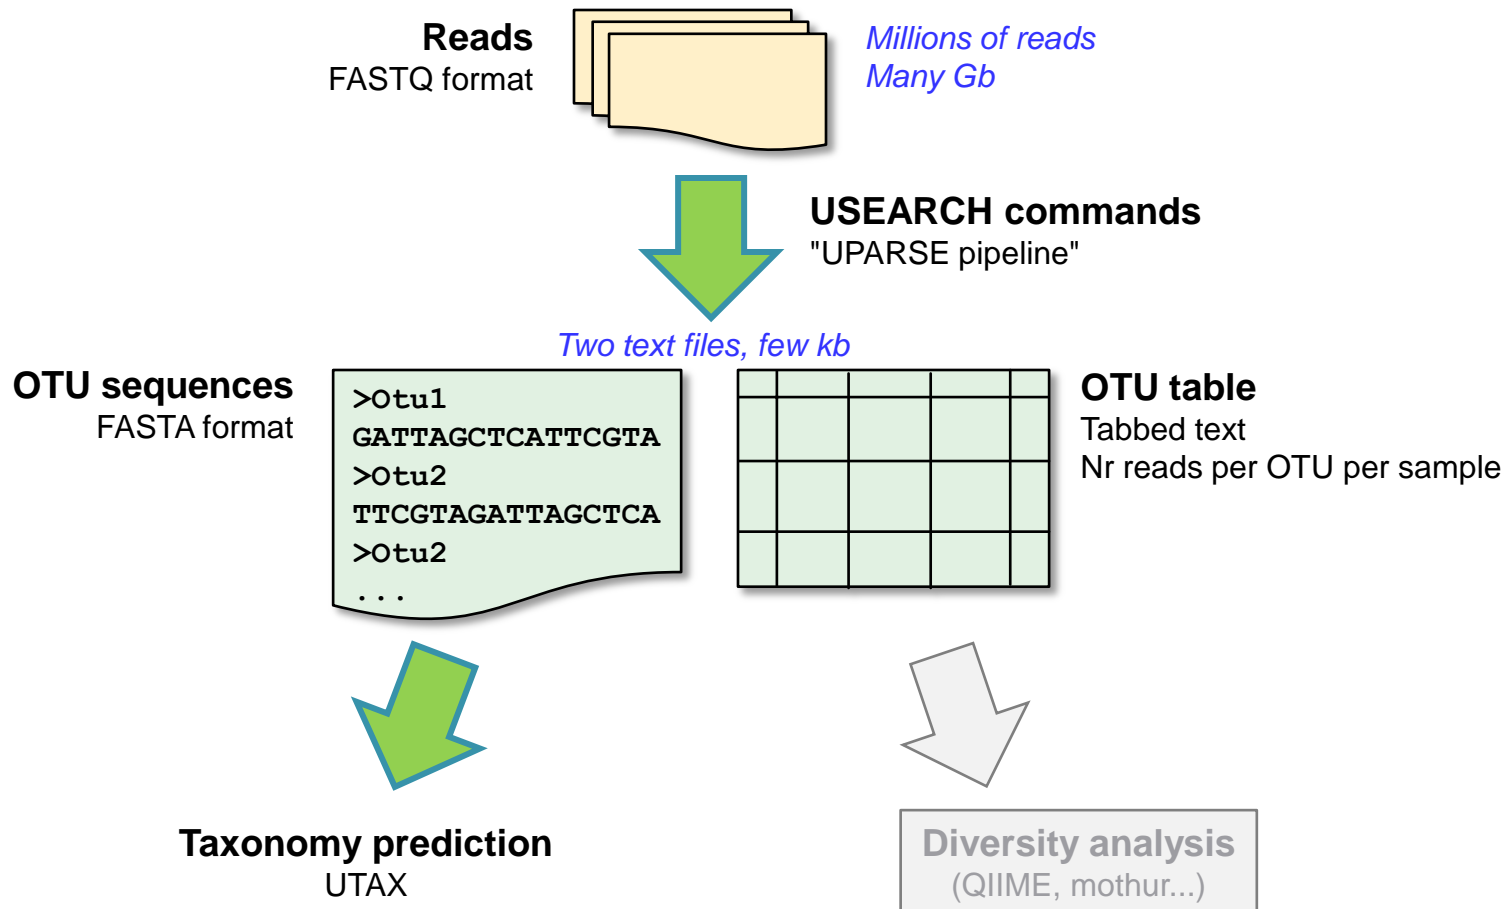 Reads
FASTQ format
Millions of reads
Many Gb
USEARCH commands
"UPARSE pipeline"
Two text files, few kb
OTU sequences
FASTA format
>Otu1
GATTAGCTCATTCGTA
>Otu2
TTCGTAGATTAGCTCA
>Otu2
...
OTU table
Tabbed text
Nr reads per OTU per sample
Taxonomy prediction
UTAX
Diversity analysis
(QIIME, mothur...)